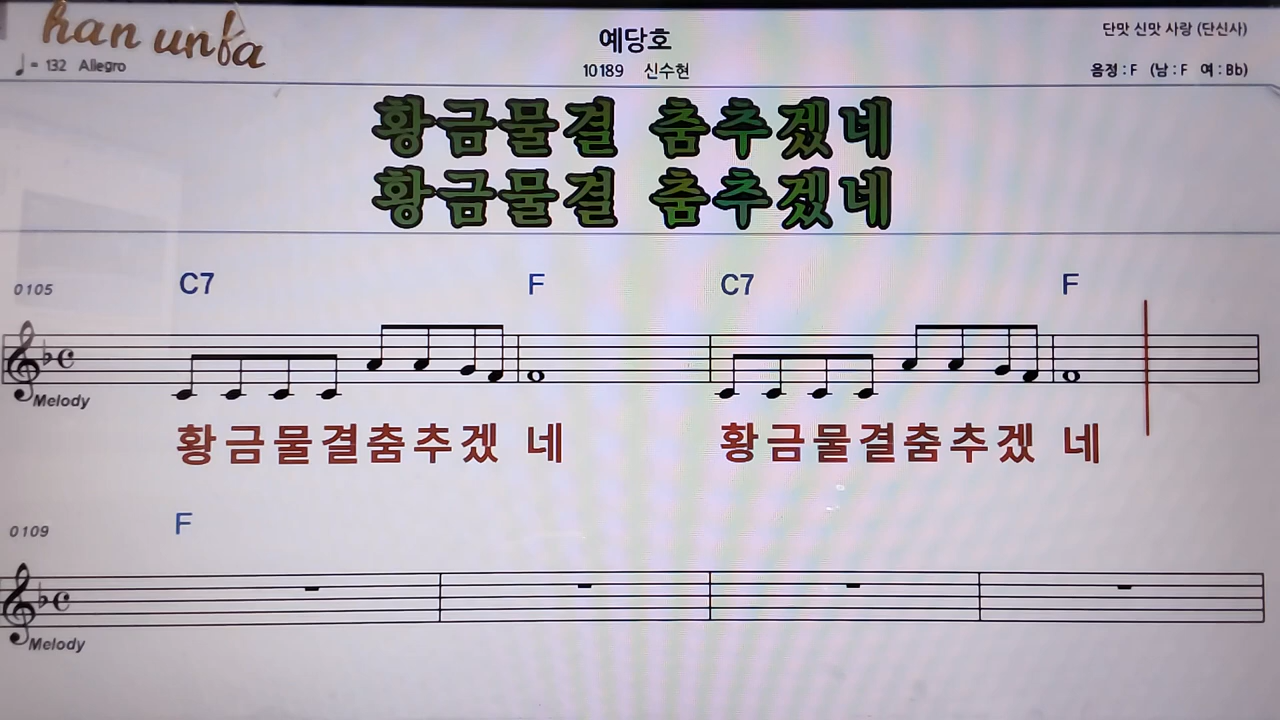 han unba
♩= 132 Allegro
예당호
10189 신수현
단맛 신맛 사랑 (단신사)
음정 : F (남 : F 여 : Bb)
황금물결 춤추겠네
황금물결 춤추겠네
0105
C7 F C7 F
Melody
황금물결춤추겠 네 황금물결춤추겠 네
0109
F
Melody